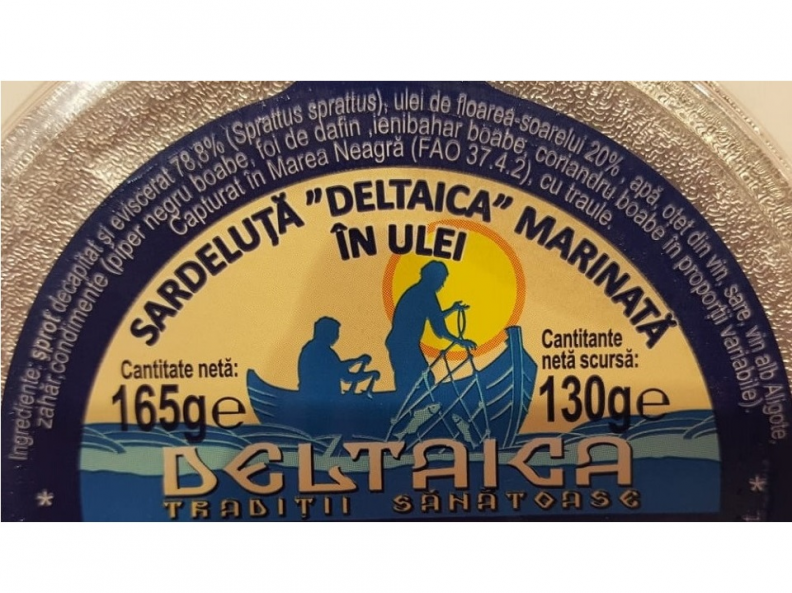 Ingrediente: șprot decapitat și eviscerat 78,8% (Sprattus sprattus), ulei de floarea-soarelui 20%, apă, oțet din vin, sare, vin alb Aligote,
zahăr,condimente (piper negru boabe, foi de dafin ,ienibahar boabe, coriandru boabe în proporții variabile).
Capturat în Marea Neagră (FAO 37.4.2), cu traule.
SARDELUȚĂ "DELTAICA" MARINATĂ
ÎN ULEI
Cantitate netă:
165g℮
Cantitante
netă scursă:
130g℮
DELTAICA
TRADIȚII SĂNĂTOASE
* *